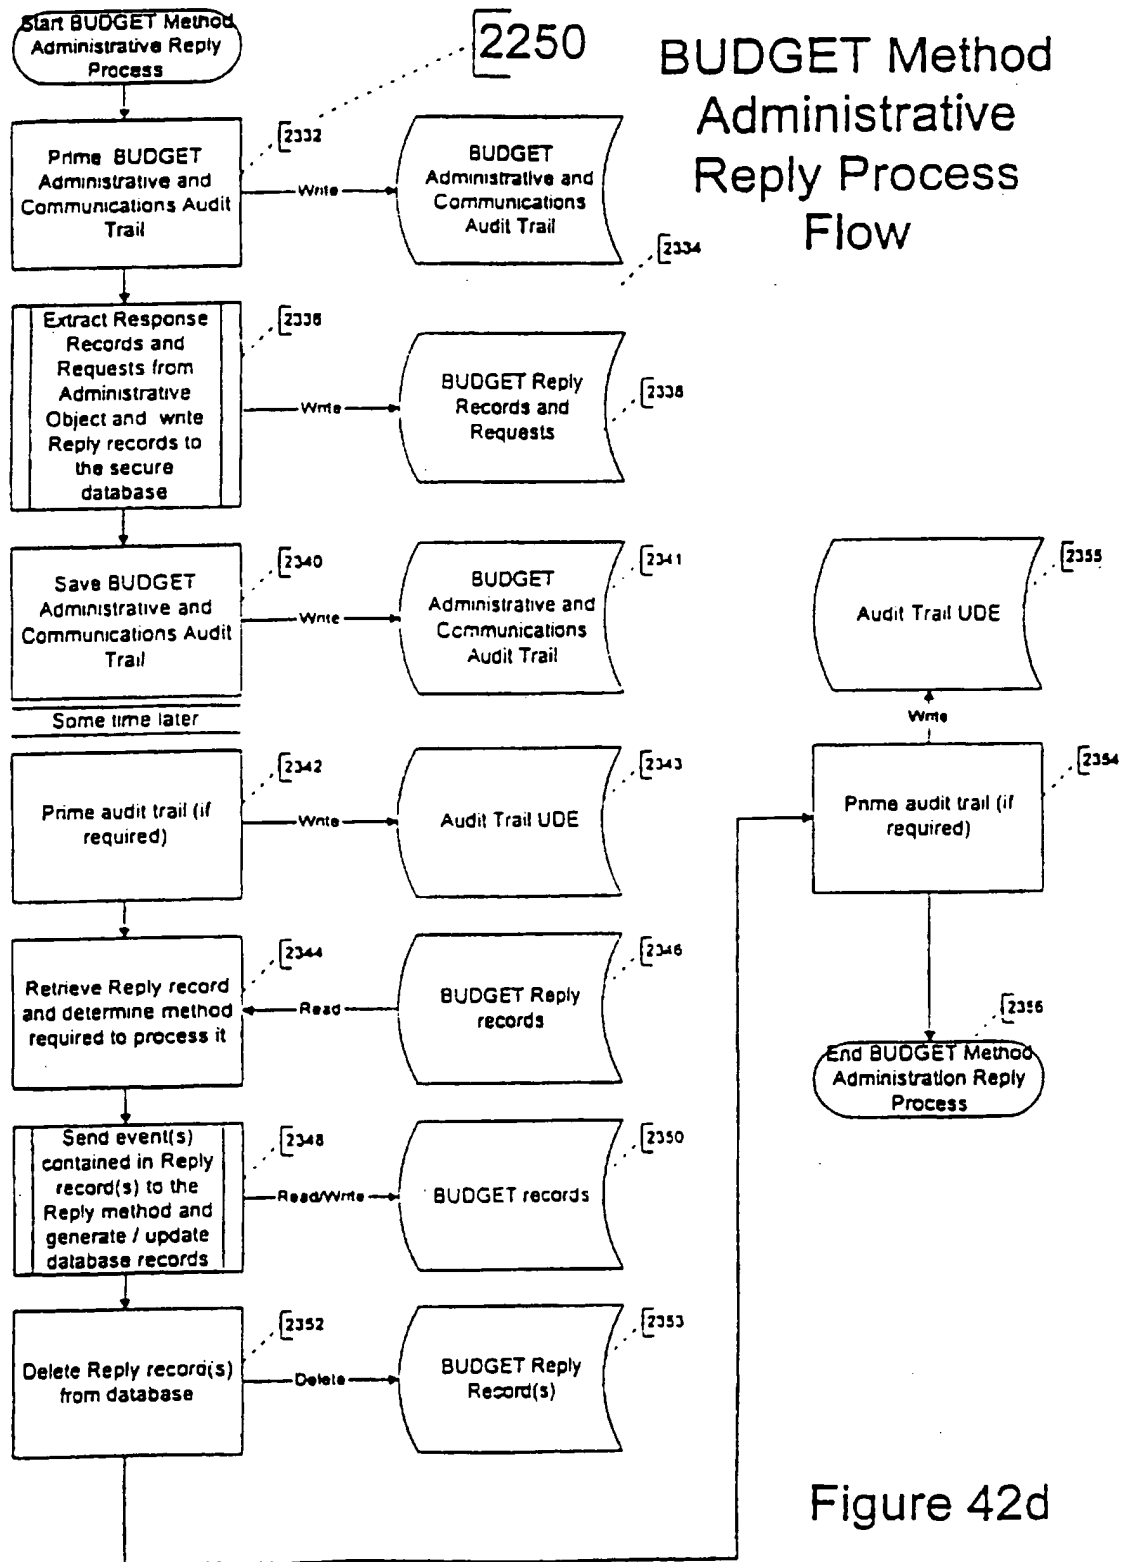 Start BUDGET Method
Administrative Reply
Process
2250
BUDGET Method
Administrative
Reply Process
Flow
Prime BUDGET
Administrative and
Communications Audit
Trail
2332
Write
BUDGET
Administrative and
Communications
Audit Trail
2334
Extract Response
Records and
Requests from
Administrative
Object and write
Reply records to
the secure
database
2336
Write
BUDGET Reply
Records and
Requests
2338
Save BUDGET
Administrative and
Communications Audit
Trail
2340
Write
BUDGET
Administrative and
Communications
Audit Trail
2341
Some time later
Prime audit trail (if
required)
2342
Write
Audit Trail UDE
2343
Retrieve Reply record
and determine method
required to process it
2344
Read
BUDGET Reply
records
2346
Send event(s)
contained in Reply
record(s) to the
Reply method and
generate / update
database records
2348
Read/Write
BUDGET records
2350
Delete Reply record(s)
from database
2352
Delete
BUDGET Reply
Record(s)
2353
Audit Trail UDE
2355
Write
Prime audit trail (if
required)
2354
2356
End BUDGET Method
Administration Reply
Process
Figure 42d